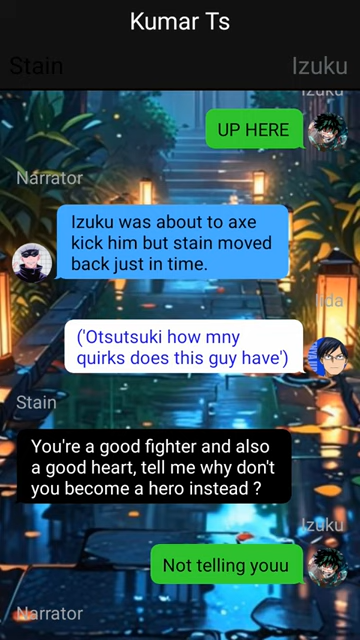 Kumar Ts
Stain
Izuku
Izuku
UP HERE
Narrator
Izuku was about to axe
kick him but stain moved
back just in time.
Iida
('Otsutsuki how mny
quirks does this guy have')
Stain
You're a good fighter and also
a good heart, tell me why don't
you become a hero instead ?
Izuku
Not telling youu
Narrator